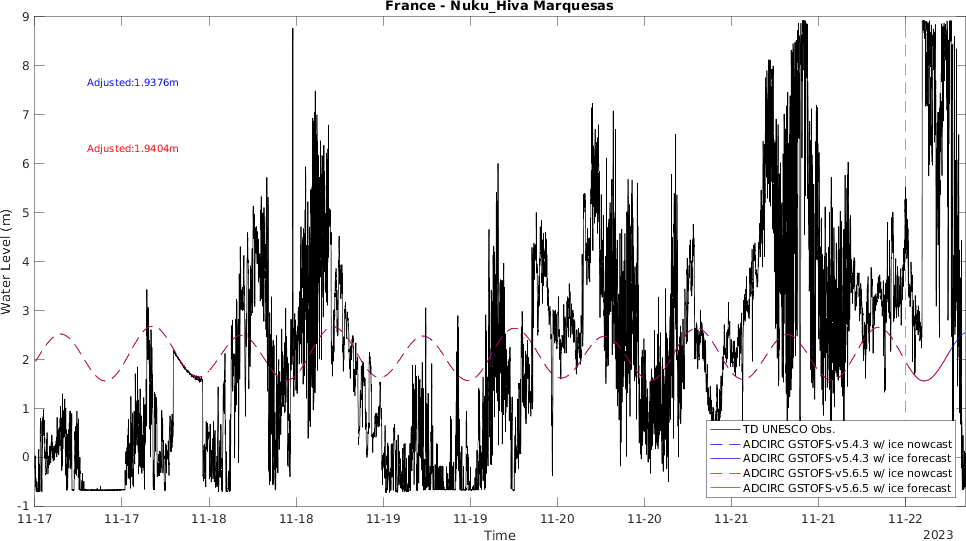 France - Nuku_Hiva Marquesas
9
8
7
6
5
4
3
2
1
0
-1
Water Level (m)
Adjusted:1.9376m
Adjusted:1.9404m
TD UNESCO Obs.
ADCIRC GSTOFS-v5.4.3 w/ ice nowcast
ADCIRC GSTOFS-v5.4.3 w/ ice forecast
ADCIRC GSTOFS-v5.6.5 w/ ice nowcast
ADCIRC GSTOFS-v5.6.5 w/ ice forecast
11-17 11-17 11-18 11-18 11-19 11-19 11-20 11-20 11-21 11-21 11-22
Time
2023